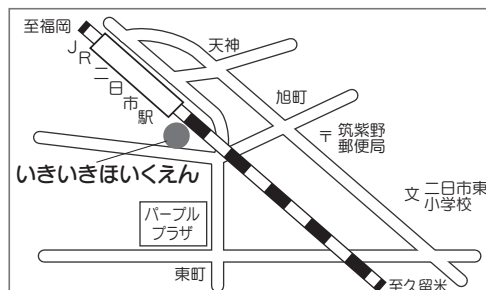 至福岡
JR二日市駅
天神
旭町
〒 筑紫野
郵便局
いきいきほいくえん
文 二日市東
小学校
パープル
プラザ
東町
至久留米